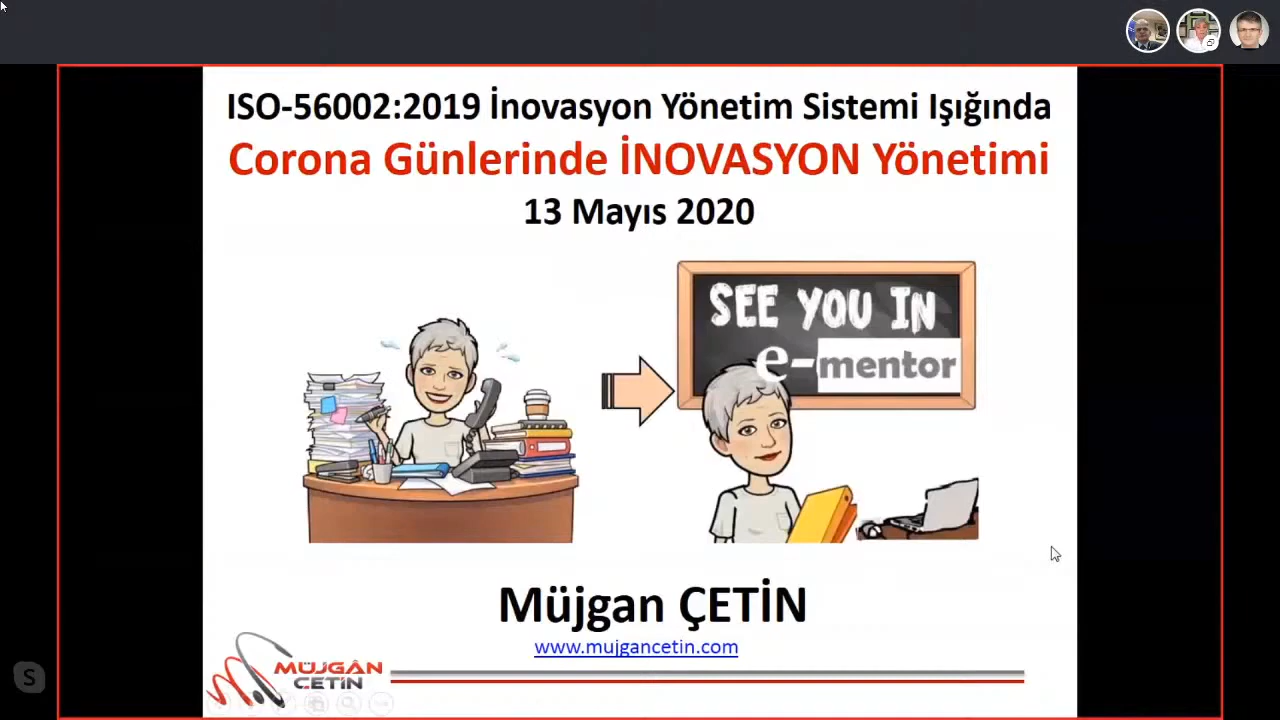 ISO-56002:2019 İnovasyon Yönetim Sistemi Işığında
Corona Günlerinde İNOVASYON Yönetimi
13 Mayıs 2020
SEE YOU IN
e-mentor
Müjgan ÇETİN
www.mujgancetin.com
MÜJGÂN
ÇETİN
S